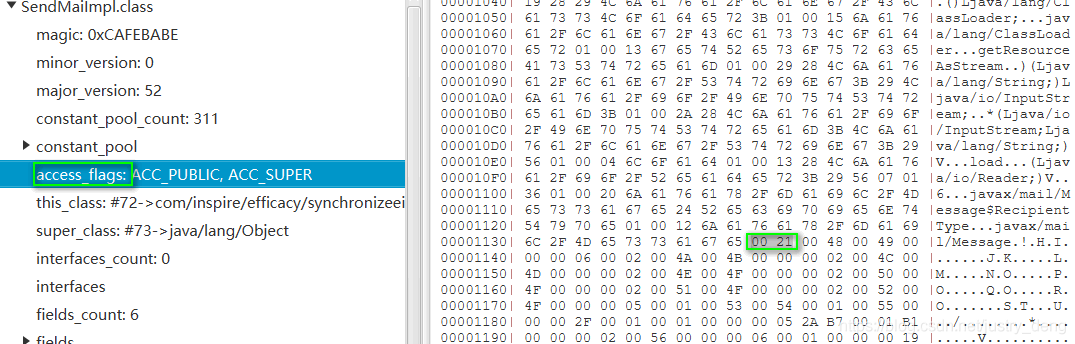 SendMaiImpl.class
magic: 0xCAFEBABE
minor_version: 0
major_version: 52
constant_pool_count: 311
constant_pool
access_flags: ACC_PUBLIC, ACC_SUPER
this_class: #72->com/inspire/efficacy/synchronizeei
super_class: #73->java/lang/Object
interfaces_count: 0
interfaces
fields_count: 6
fields
00001040| 19 28 29 4C 6A 61 76 61 2F 6C 61 6E 67 2F 43 6C |.()Ljava/lang/Cl
00001050| 61 73 73 4C 6F 61 64 65 72 3B 01 00 15 6A 61 76 |assLoader;...jav
00001060| 61 2F 6C 61 6E 67 2F 43 6C 61 73 73 4C 6F 61 64 |a/lang/ClassLoad
00001070| 65 72 01 00 13 67 65 74 52 65 73 6F 75 72 63 65 |er...getResource
00001080| 41 73 53 74 72 65 61 6D 01 00 29 28 4C 6A 61 76 |AsStream..)(Ljav
00001090| 61 2F 6C 61 6E 67 2F 53 74 72 69 6E 67 3B 29 4C |a/lang/String;)L
000010A0| 6A 61 76 61 2F 69 6F 2F 49 6E 70 75 74 53 74 72 |java/io/InputStr
000010B0| 65 61 6D 3B 01 00 2A 28 4C 6A 61 76 61 2F 69 6F |eam;..*(Ljava/io
000010C0| 2F 49 6E 70 75 74 53 74 72 65 61 6D 3B 4C 6A 61 |/InputStream;Lja
000010D0| 76 61 2F 6C 61 6E 67 2F 53 74 72 69 6E 67 3B 29 |va/lang/String;)
000010E0| 56 01 00 04 6C 6F 61 64 01 00 13 28 4C 6A 61 76 |V...load...(Ljav
000010F0| 61 2F 69 6F 2F 52 65 61 64 65 72 3B 29 56 07 01 |a/io/Reader;)V..
00001100| 36 01 00 20 6A 61 76 61 78 2F 6D 61 69 6C 2F 4D |6.. javax/mail/M
00001110| 65 73 73 61 67 65 24 52 65 63 69 70 69 65 6E 74 |essage$Recipient
00001120| 54 79 70 65 01 00 12 6A 61 76 61 78 2F 6D 61 69 |Type...javax/mai
00001130| 6C 2F 4D 65 73 73 61 67 65 00 21 00 48 00 49 00 |l/Message.!.H.I.
00001140| 00 00 06 00 02 00 4A 00 4B 00 00 00 02 00 4C 00 |......J.K.....L.
00001150| 4D 00 00 00 02 00 4E 00 4F 00 00 00 02 00 50 00 |M.....N.O.....P.
00001160| 4F 00 00 00 02 00 51 00 4F 00 00 00 02 00 52 00 |O.....Q.O.....R.
00001170| 4F 00 00 00 05 00 01 00 53 00 54 00 01 00 55 00 |O.......S.T...U.
00001180| 00 00 2F 00 01 00 01 00 00 00 05 2A B7 00 01 B1 |../........*
00001190| 00 00 00 02 00 56 00 00 00 06 00 01 00 00 00 19 |.....V..........